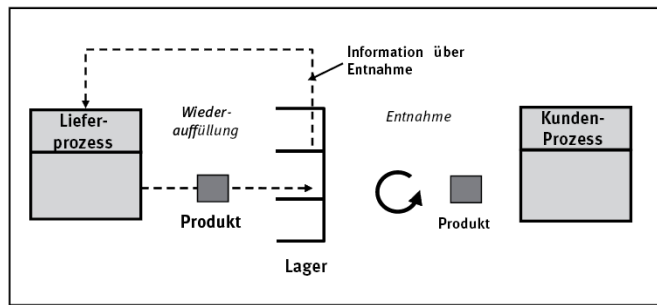 Information über
Entnahme
Liefer-
prozess
Wieder-
auffüllung
Entnahme
Kunden-
Prozess
Produkt
Produkt
Lager